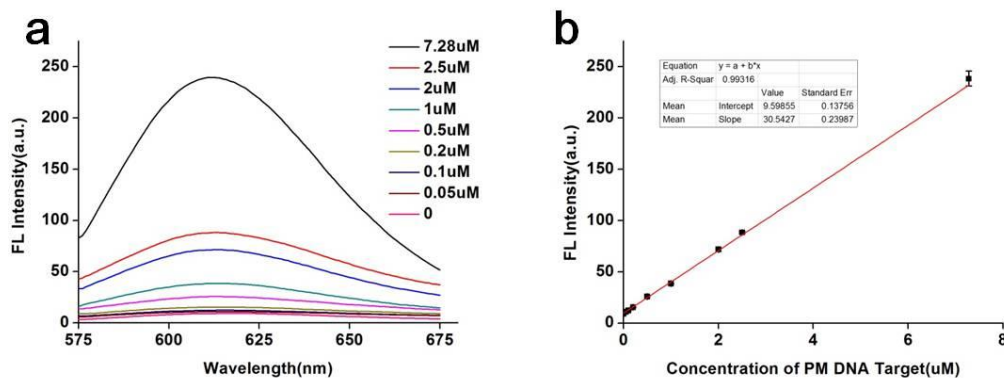 a
FL Intensity(a.u.)
250
200
150
100
50
0
575
600
625
650
675
Wavelength(nm)
7.28uM
2.5uM
2uM
1uM
0.5uM
0.2uM
0.1uM
0.05uM
0
b
FL Intensity(a.u.)
250
200
150
100
50
0
0
2
4
6
8
Concentration of PM DNA Target(uM)
Equation y = a + b*x
Adj. R-Squar 0.99316
Value Standard Err
Mean Intercept 9.59855 0.13756
Mean Slope 30.5427 0.23987